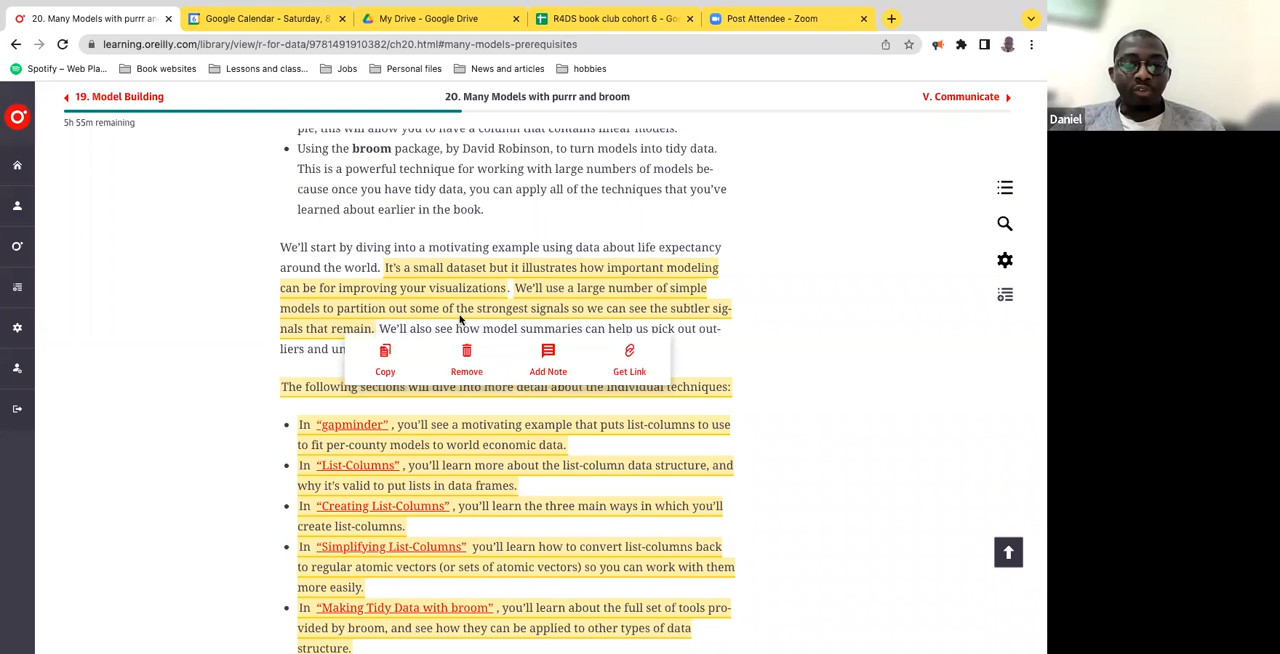 20. Many Models with purrr an
Google Calendar - Saturday, 8
My Drive - Google Drive
R4DS book club cohort 6 - Go
Post Attendee - Zoom
learning.oreilly.com/library/view/r-for-data/9781491910382/ch20.html#many-models-prerequisites
Spotify – Web Pla...
Book websites
Lessons and class...
Jobs
Personal files
News and articles
hobbies
19. Model Building
20. Many Models with purrr and broom
V. Communicate
5h 55m remaining
Daniel
ple, this will allow you to have a column that contains linear models.
• Using the broom package, by David Robinson, to turn models into tidy data.
This is a powerful technique for working with large numbers of models be-
cause once you have tidy data, you can apply all of the techniques that you’ve
learned about earlier in the book.
We’ll start by diving into a motivating example using data about life expectancy
around the world. It’s a small dataset but it illustrates how important modeling
can be for improving your visualizations. We’ll use a large number of simple
models to partition out some of the strongest signals so we can see the subtler sig-
nals that remain. We’ll also see how model summaries can help us pick out out-
liers and un
Copy
Remove
Add Note
Get Link
The following sections will dive into more detail about the individual techniques:
• In “gapminder” , you’ll see a motivating example that puts list-columns to use
to fit per-county models to world economic data.
• In “List-Columns” , you’ll learn more about the list-column data structure, and
why it’s valid to put lists in data frames.
• In “Creating List-Columns” , you’ll learn the three main ways in which you’ll
create list-columns.
• In “Simplifying List-Columns” you’ll learn how to convert list-columns back
to regular atomic vectors (or sets of atomic vectors) so you can work with them
more easily.
• In “Making Tidy Data with broom” , you’ll learn about the full set of tools pro-
vided by broom, and see how they can be applied to other types of data
structure.